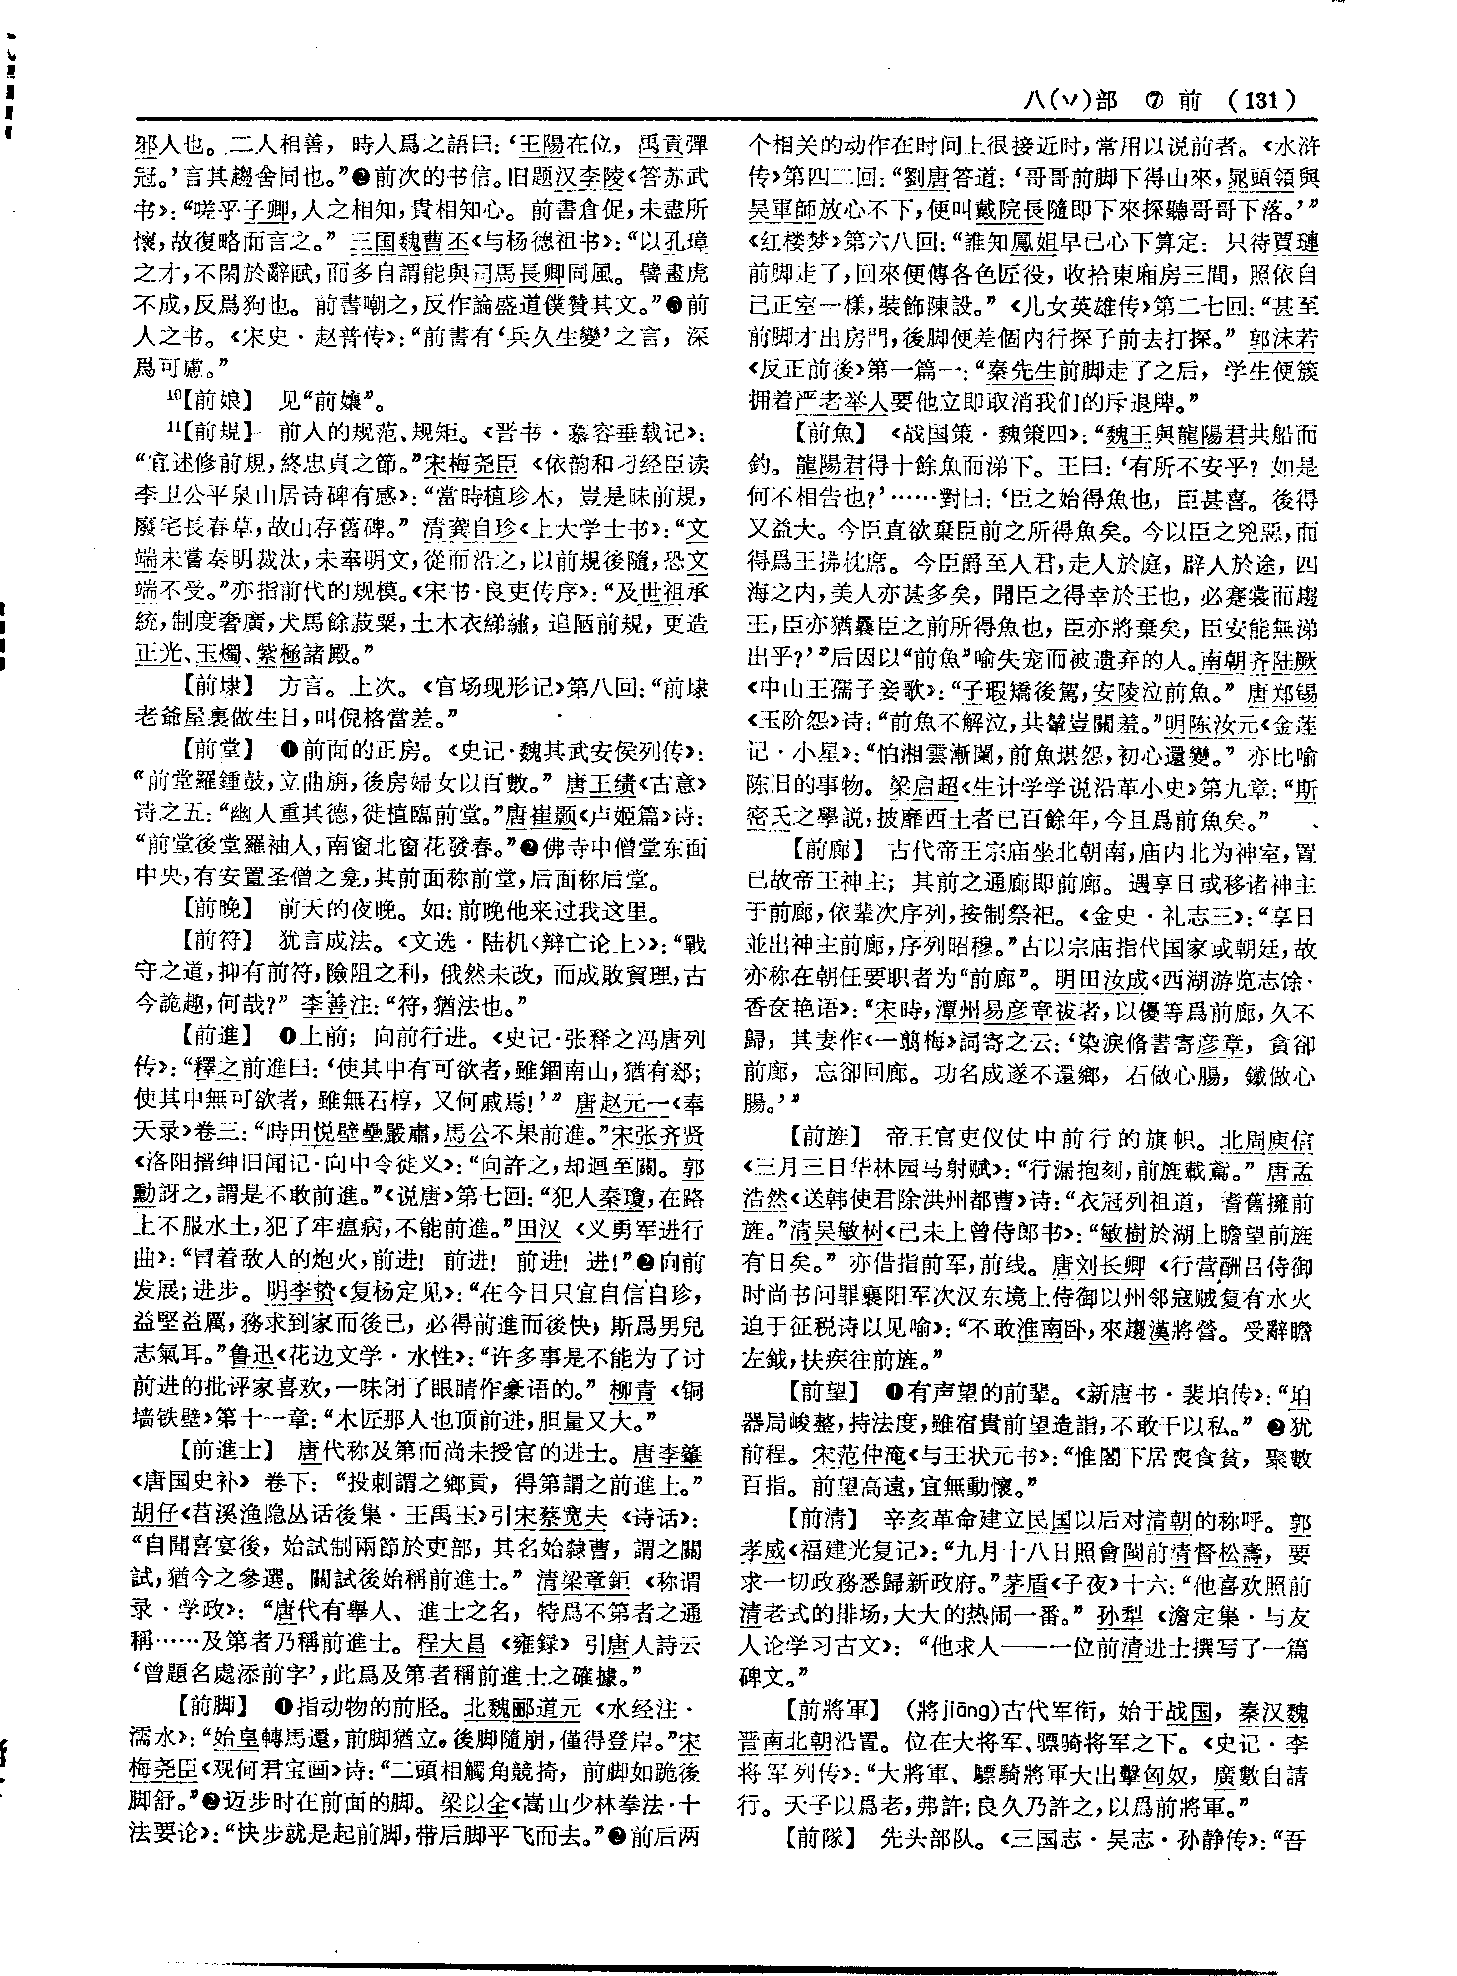 八(丷)部 ⑦ 前 (131)
邪人也。二人相善，時人爲之語曰：‘王陽在位，禹貢彈
冠。’言其趨舍同也。”❷前次的书信。旧题汉李陵《答苏武
书》：“嗟乎子卿，人之相知，貴相知心。前書倉促，未盡所
懷，故復略而言之。”三国魏曹丕《与杨德祖书》：“以孔璋
之才，不閑於辭賦，而多自謂能與司馬長卿同風。譬畫虎
不成，反爲狗也。前書嘲之，反作論盛道僕贊其文。”❸前
人之书。《宋史·赵普传》：“前書有‘兵久生變’之言，深
爲可慮。”
10【前娘】 见“前孃”。
11【前規】 前人的规范、规矩。《晋书·慕容垂载记》：
“宜述修前規，終忠貞之節。”宋梅尧臣《依韵和刁经臣读
李卫公平泉山居诗碑有感》：“當時植珍木，豈是昧前規，
廢宅長春草，故山存舊碑。”清龚自珍《上大学士书》：“文
端未嘗奏明裁汰，未奉明文，從而沿之，以前規後隨，恐文
端不受。”亦指前代的规模。《宋书·良吏传序》：“及世祖承
統，制度奢廣，犬馬餘菽粟，土木衣綈繡，追陋前規，更造
正光、玉燭、紫極諸殿。”
【前埭】 方言。上次。《官场现形记》第八回：“前埭
老爺屋裏做生日，叫倪格當差。”
【前堂】 ❶前面的正房。《史记·魏其武安侯列传》：
“前堂羅鍾鼓，立曲旃，後房婦女以百數。”唐王绩《古意》
诗之五：“幽人重其德，徙植臨前堂。”唐崔颢《卢姬篇》诗：
“前堂後堂羅袖人，南窗北窗花發春。”❷佛寺中僧堂东面
中央，有安置圣僧之龛，其前面称前堂，后面称后堂。
【前晚】 前天的夜晚。如：前晚他来过我这里。
【前符】 犹言成法。《文选·陆机〈辩亡论上〉》：“戰
守之道，抑有前符，險阻之利，俄然未改，而成敗貿理，古
今詭趣，何哉？”李善注：“符，猶法也。”
【前進】 ❶上前；向前行进。《史记·张释之冯唐列
传》：“釋之前進曰：‘使其中有可欲者，雖錮南山，猶有郄；
使其中無可欲者，雖無石椁，又何戚焉！’”唐赵元一《奉
天录》卷三：“時田悦壁壘嚴肅，馬公不果前進。”宋张齐贤
《洛阳搢绅旧闻记·向中令徙义》：“向許之，却迴至闕。郭
勳訝之，謂是不敢前進。”《说唐》第七回：“犯人秦瓊，在路
上不服水土，犯了牢瘟病，不能前進。”田汉《义勇军进行
曲》：“冒着敌人的炮火，前进！前进！前进！进！”❷向前
发展；进步。明李贽《复杨定见》：“在今日只宜自信自珍，
益堅益厲，務求到家而後已，必得前進而後快，斯爲男兒
志氣耳。”鲁迅《花边文学·水性》：“许多事是不能为了讨
前进的批评家喜欢，一味闭了眼睛作豪语的。”柳青《铜
墙铁壁》第十一章：“木匠那人也顶前进，胆量又大。”
【前進士】 唐代称及第而尚未授官的进士。唐李肇
《唐国史补》卷下：“投刺謂之鄉貢，得第謂之前進士。”
胡仔《苕溪渔隐丛话後集·王禹玉》引宋蔡宽夫《诗话》：
“自聞喜宴後，始試制兩節於吏部，其名始隸曹，謂之關
試，猶今之參選。關試後始稱前進士。”清梁章鉅《称谓
录·学政》：“唐代有舉人、進士之名，特爲不第者之通
稱……及第者乃稱前進士。程大昌《雍録》引唐人詩云
‘曾題名處添前字’，此爲及第者稱前進士之確據。”
【前脚】 ❶指动物的前胫。北魏郦道元《水经注·
濡水》：“始皇轉馬還，前脚猶立，後脚隨崩，僅得登岸。”宋
梅尧臣《观何君宝画》诗：“二頭相觸角競掎，前脚如跪後
脚舒。”❷迈步时在前面的脚。梁以全《嵩山少林拳法·十
法要论》：“快步就是起前脚，带后脚平飞而去。”❷前后两
个相关的动作在时间上很接近时，常用以说前者。《水浒
传》第四二回：“劉唐答道：‘哥哥前脚下得山來，晁頭領與
吴軍師放心不下，便叫戴院長隨即下來探聽哥哥下落。’”
《红楼梦》第六八回：“誰知鳳姐早已心下算定：只待賈璉
前脚走了，回來便傳各色匠役，收拾東廂房三間，照依自
己正室一樣，裝飾陳設。”《儿女英雄传》第二七回：“甚至
前脚才出房門，後脚便差個内行探子前去打探。”郭沫若
《反正前後》第一篇一：“秦先生前脚走了之后，学生便簇
拥着严老举人要他立即取消我们的斥退牌。”
【前魚】 《战国策·魏策四》：“魏王與龍陽君共船而
釣。龍陽君得十餘魚而涕下。王曰：‘有所不安乎？如是
何不相告也？’……對曰：‘臣之始得魚也，臣甚喜。後得
又益大。今臣直欲棄臣前之所得魚矣。今以臣之兇惡，而
得爲王拂枕席。今臣爵至人君，走人於庭，辟人於途，四
海之内，美人亦甚多矣，聞臣之得幸於王也，必褰裳而趨
王，臣亦猶曩臣之前所得魚也，臣亦將棄矣，臣安能無涕
出乎？’”后因以“前魚”喻失宠而被遗弃的人。南朝齐陆厥
《中山王孺子妾歌》：“子瑕矯後駕，安陵泣前魚。”唐郑锡
《玉阶怨》诗：“前魚不解泣，共輦豈關羞。”明陈汝元《金莲
记·小星》：“怕湘雲漸闌，前魚堪怨，初心還變。”亦比喻
陈旧的事物。梁启超《生计学学说沿革小史》第九章：“斯
密氏之學説，披靡西土者已百餘年，今且爲前魚矣。”
【前廊】 古代帝王宗庙坐北朝南，庙内北为神室，置
已故帝王神主；其前之通廊即前廊。遇享日或移诸神主
于前廊，依辈次序列，按制祭祀。《金史·礼志三》：“享日
並出神主前廊，序列昭穆。”古以宗庙指代国家或朝廷，故
亦称在朝任要职者为“前廊”。明田汝成《西湖游览志馀·
香奁艳语》：“宋時，潭州易彦章祓者，以優等爲前廊，久不
歸，其妻作《一翦梅》詞寄之云：‘染淚脩書寄彦章，貪卻
前廊，忘卻回廊。功名成遂不還鄉，石做心腸，鐵做心
腸。’”
【前旌】 帝王官吏仪仗中前行的旗帜。北周庾信
《三月三日华林园马射赋》：“行漏抱刻，前旌載鳶。”唐孟
浩然《送韩使君除洪州都曹》诗：“衣冠列祖道，耆舊擁前
旌。”清吴敏树《己未上曾侍郎书》：“敏樹於湖上瞻望前旌
有日矣。”亦借指前军，前线。唐刘长卿《行营酬吕侍御
时尚书问罪襄阳军次汉东境上侍御以州邻寇贼复有水火
迫于征税诗以见喻》：“不敢淮南卧，來趨漢將營。受辭瞻
左鉞，扶疾往前旌。”
【前望】 ❶有声望的前辈。《新唐书·裴垍传》：“垍
器局峻整，持法度，雖宿貴前望造詣，不敢干以私。”❷犹
前程。宋范仲淹《与王状元书》：“惟閣下居喪食貧，聚數
百指。前望高遠，宜無動懷。”
【前清】 辛亥革命建立民国以后对清朝的称呼。郭
孝威《福建光复记》：“九月十八日照會閩前清督松壽，要
求一切政務悉歸新政府。”茅盾《子夜》十六：“他喜欢照前
清老式的排场，大大的热闹一番。”孙犁《澹定集·与友
人论学习古文》：“他求人——一位前清进士撰写了一篇
碑文。”
【前將軍】 (將jiāng)古代军衔，始于战国，秦汉魏
晋南北朝沿置。位在大将军、骠骑将军之下。《史记·李
将军列传》：“大將軍、驃騎將軍大出擊匈奴，廣數自請
行。天子以爲老，弗許；良久乃許之，以爲前將軍。”
【前隊】 先头部队。《三国志·吴志·孙静传》：“吾